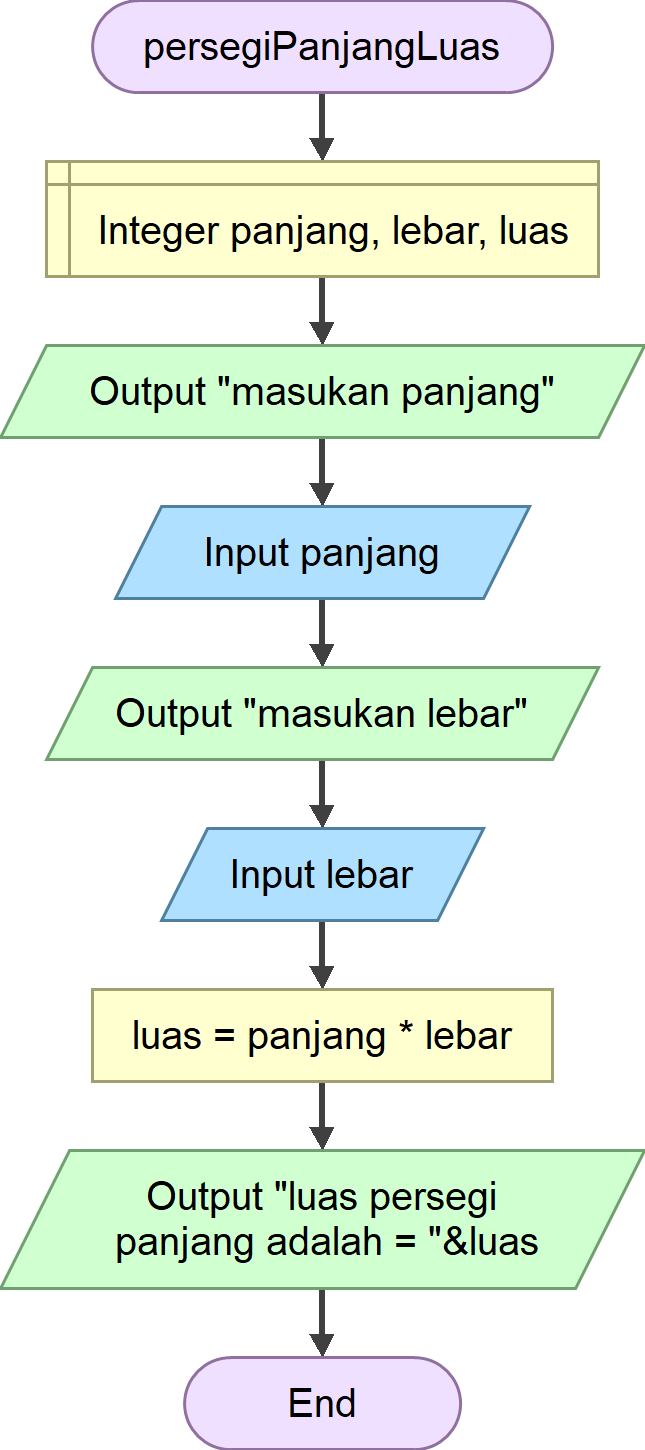 persegiPanjangLuas
Integer panjang, lebar, luas
Output "masukan panjang"
Input panjang
Output "masukan lebar"
Input lebar
luas = panjang * lebar
Output "luas persegi
panjang adalah = "&luas
End